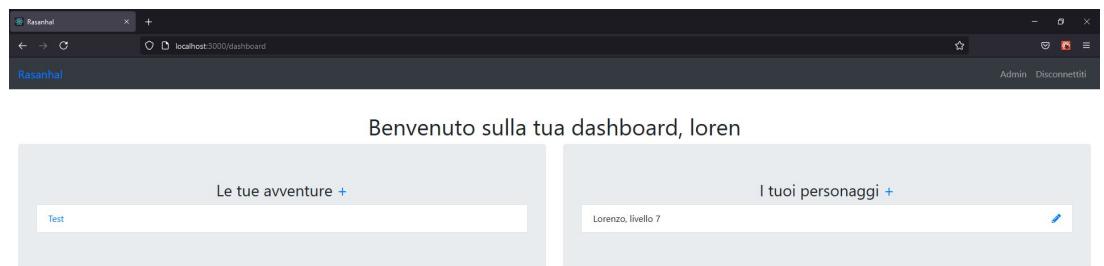 Rasanhal
localhost:3000/dashboard
Rasanhal
Admin Disconnettiti
Benvenuto sulla tua dashboard, loren
Le tue avventure +
Test
I tuoi personaggi +
Lorenzo, livello 7